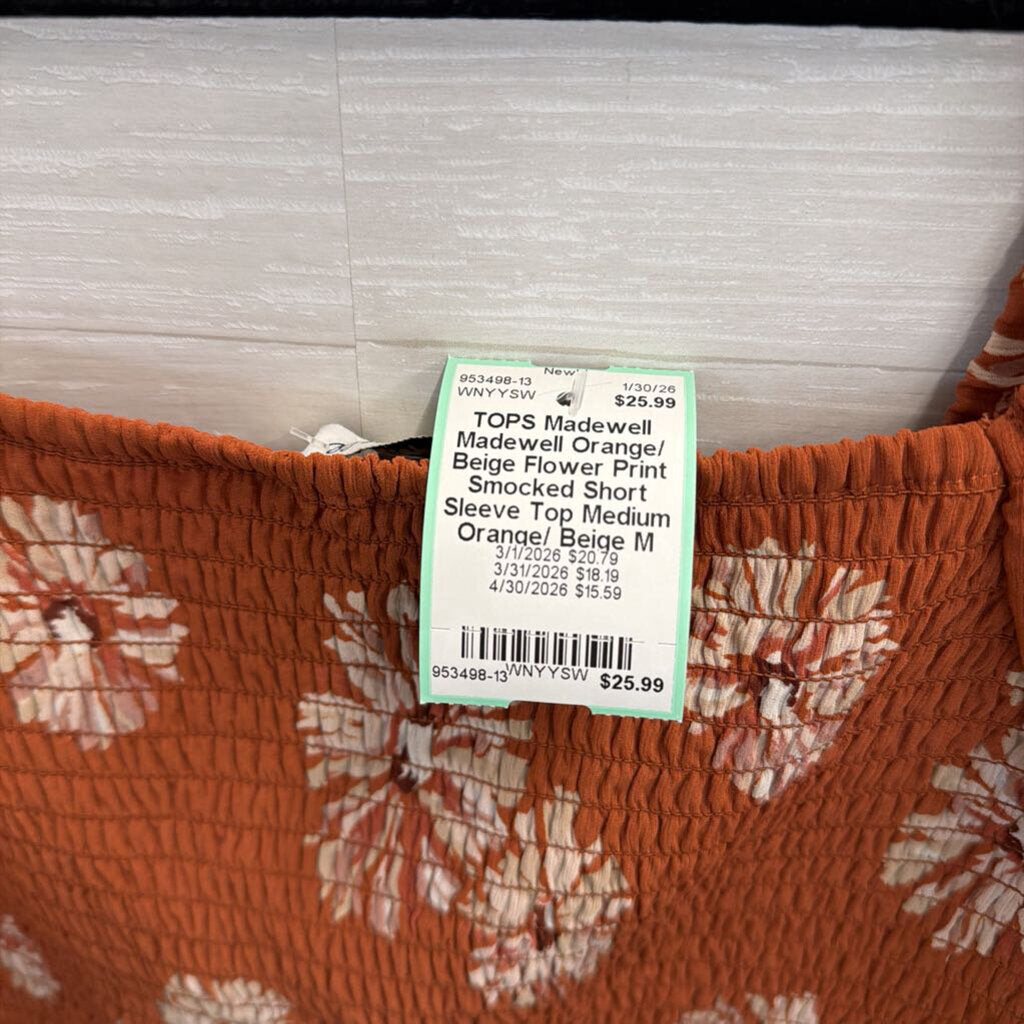 953498-13 New 1/30/26
WNYYSW $25.99
TOPS Madewell
Madewell Orange/
Beige Flower Print
Smocked Short
Sleeve Top Medium
Orange/ Beige M
3/1/2026 $20.79
3/31/2026 $18.19
4/30/2026 $15.59
953498-13 WNYYSW $25.99